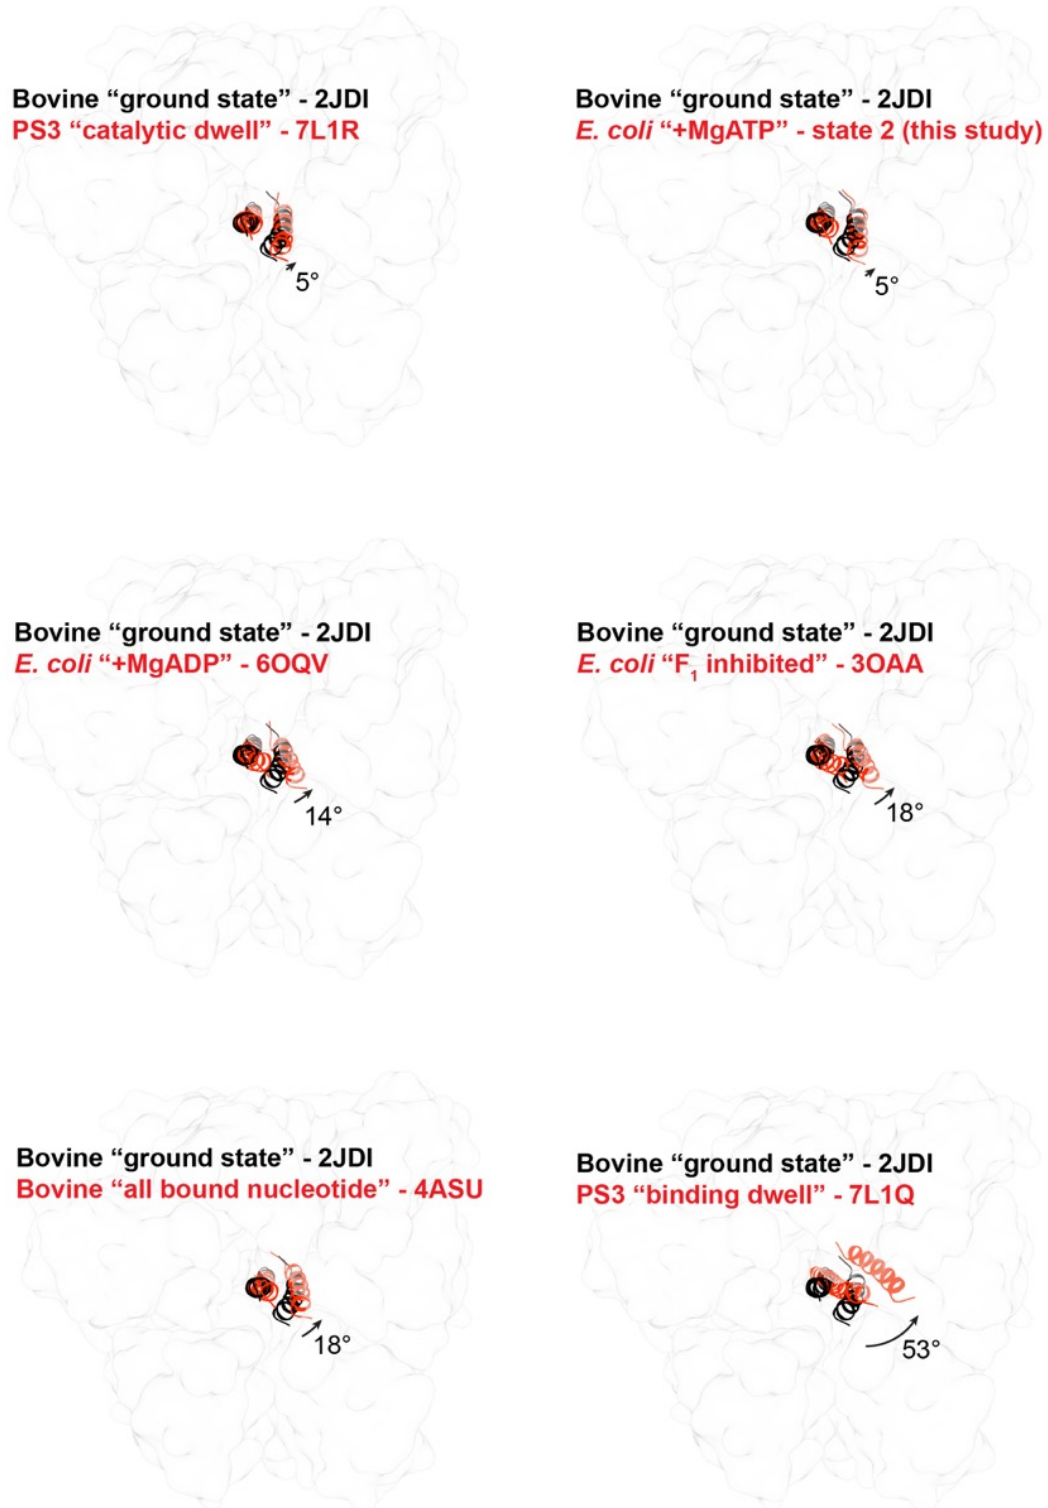 Bovine “ground state” - 2JDI
PS3 “catalytic dwell” - 7L1R
5°
Bovine “ground state” - 2JDI
E. coli “+MgATP” - state 2 (this study)
5°
Bovine “ground state” - 2JDI
E. coli “+MgADP” - 6OQV
14°
Bovine “ground state” - 2JDI
E. coli “F₁ inhibited” - 3OAA
18°
Bovine “ground state” - 2JDI
Bovine “all bound nucleotide” - 4ASU
18°
Bovine “ground state” - 2JDI
PS3 “binding dwell” - 7L1Q
53°